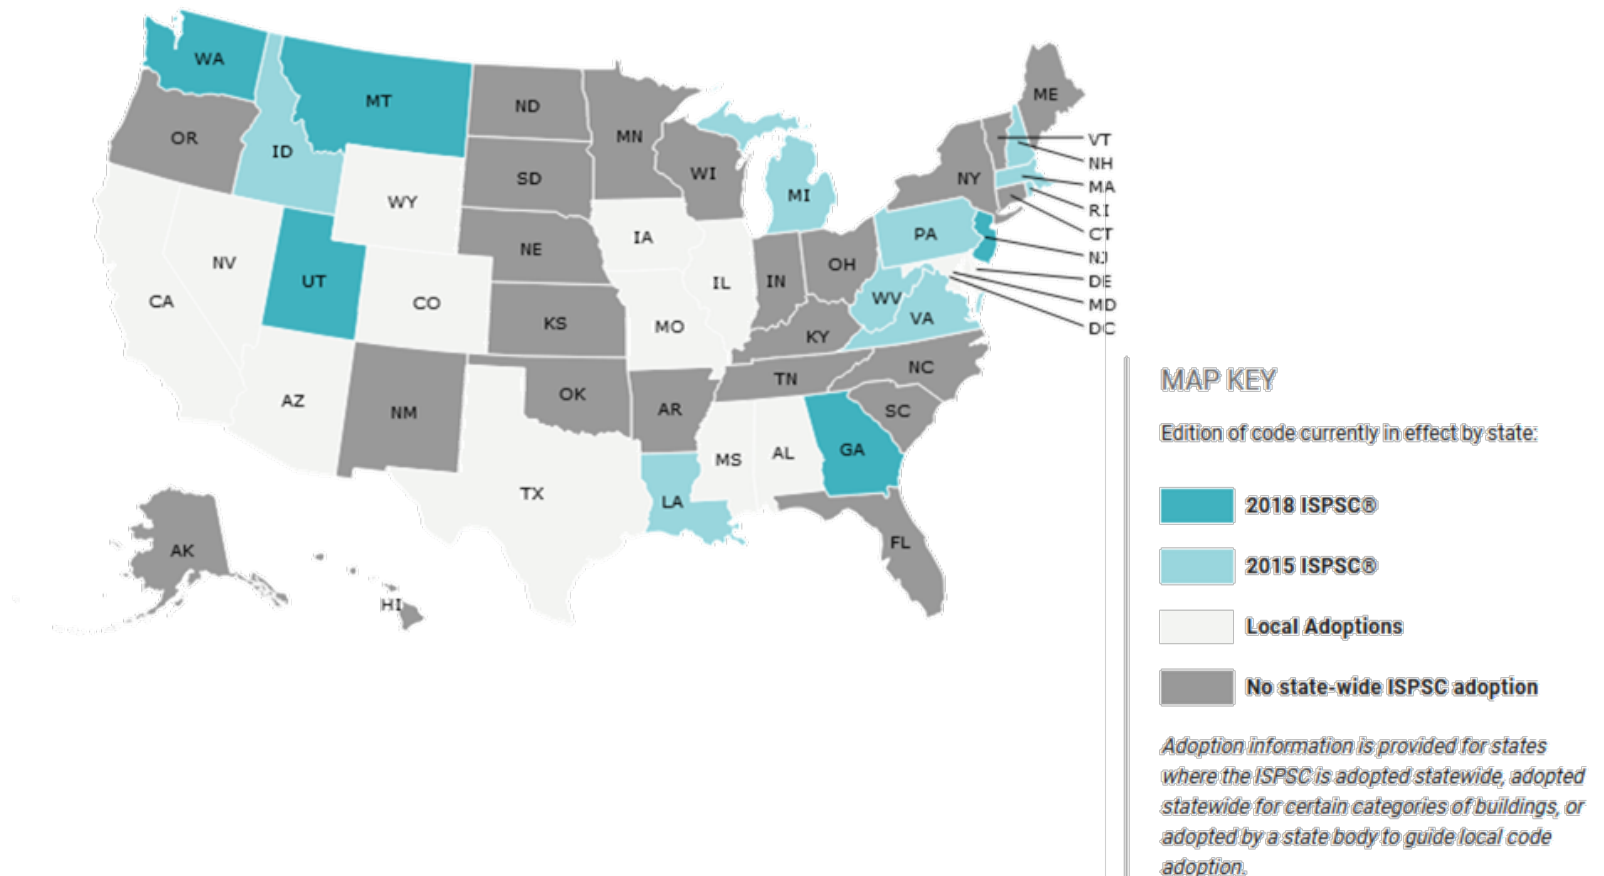 WA
MT
ME
ND
OR
MN
VT
ID
NH
WI
SD
NY
MA
MI
WY
RI
CT
PA
IA
NE
NJ
NV
OH
DE
UT
IN
IL
WV
CO
CA
MD
VA
KS
MO
DC
KY
NC
TN
OK
AZ
AR
NM
SC
GA
AL
MS
TX
LA
FL
AK
HI
MAP KEY
Edition of code currently in effect by state:
2018 ISPSC®
2015 ISPSC®
Local Adoptions
No state-wide ISPSC adoption
Adoption information is provided for states
where the ISPSC is adopted statewide, adopted
statewide for certain categories of buildings, or
adopted by a state body to guide local code
adoption.